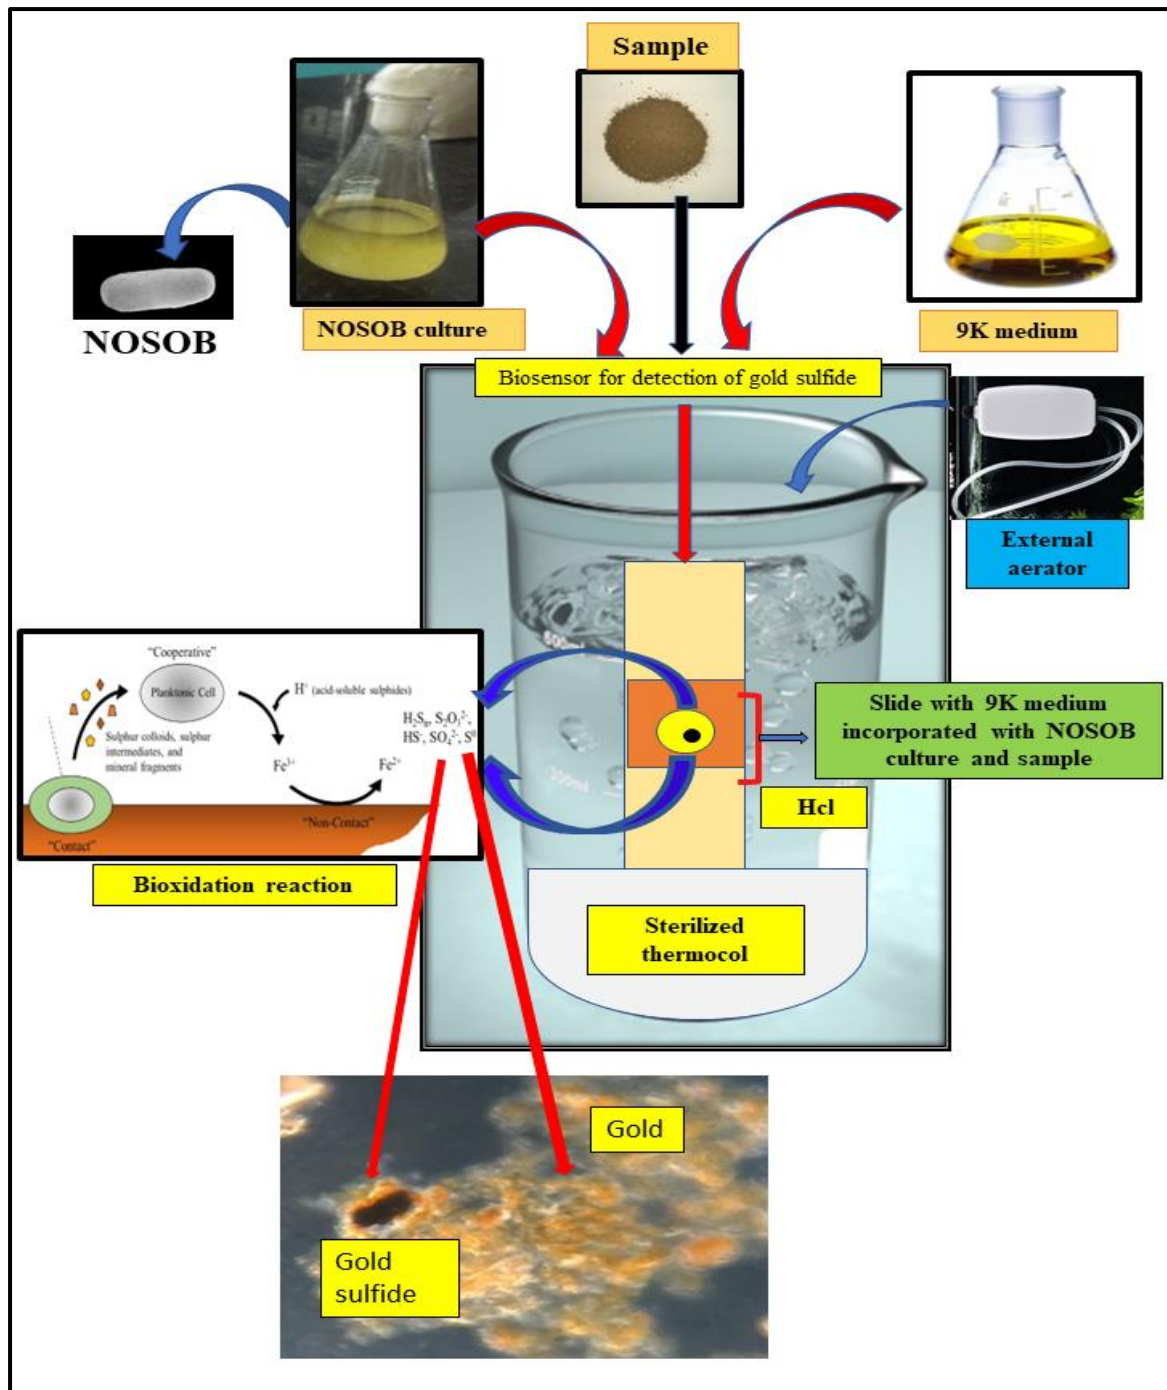 Sample
NOSOB
NOSOB culture
9K medium
Biosensor for detection of gold sulfide
External
aerator
600ml
300ml
"Cooperative"
Planktonic Cell
H⁺ (acid-soluble sulphides)
Sulphur colloids, sulphur
intermediates, and
mineral fragments
H₂Sₙ, S₂O₃²⁻,
HS⁻, SO₄²⁻, S⁰
Fe³⁺
Fe²⁺
"Non-Contact"
"Contact"
Bioxidation reaction
Slide with 9K medium
incorporated with NOSOB
culture and sample
Hcl
Sterilized
thermocol
Gold
Gold
sulfide